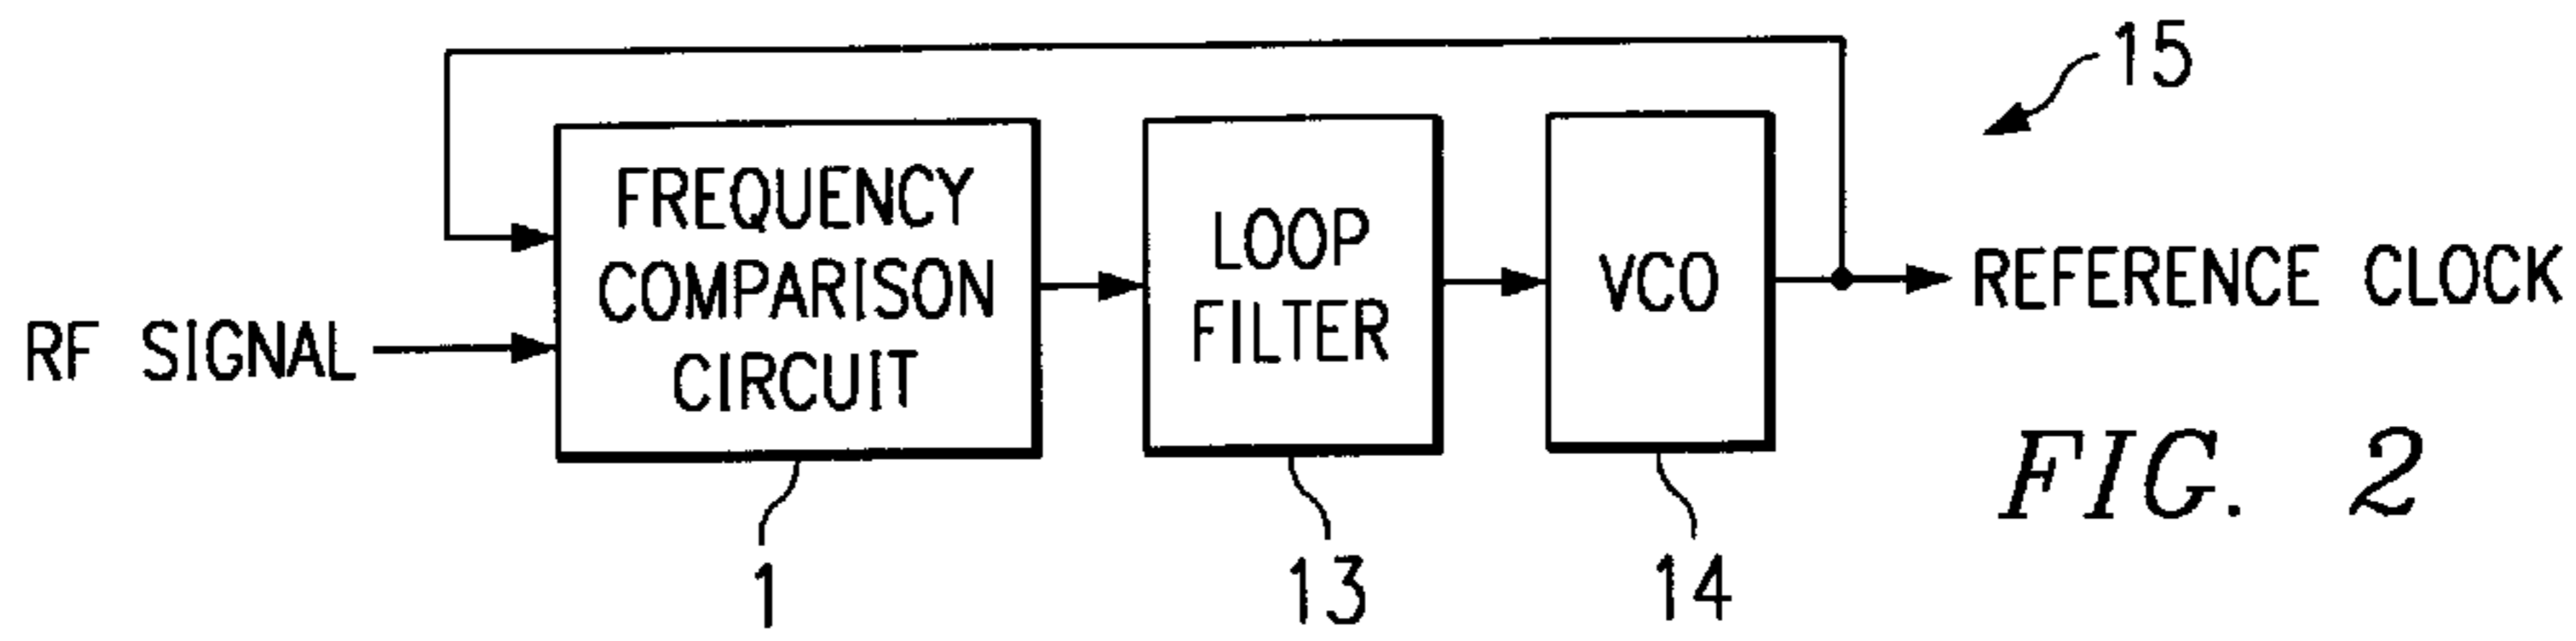 15
FREQUENCY
COMPARISON
CIRCUIT
LOOP
FILTER
VCO
RF SIGNAL
REFERENCE CLOCK
1
13
14
FIG. 2